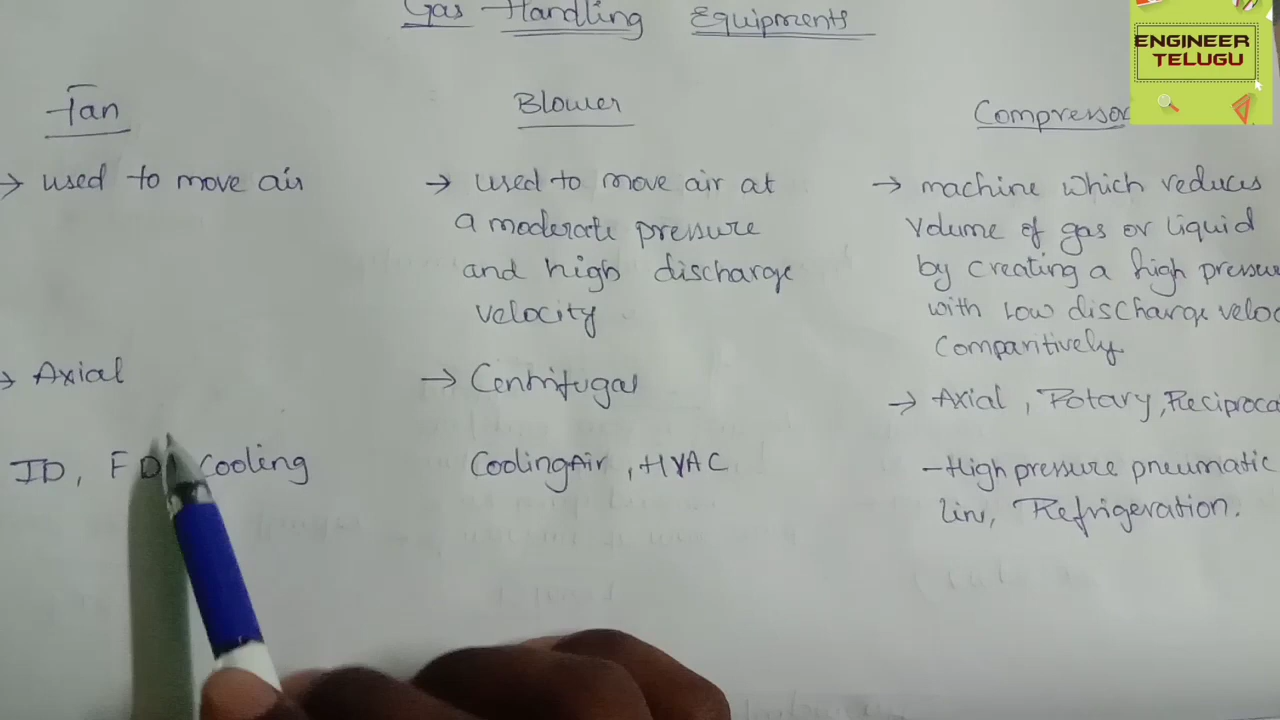 Gas Handling Equipments
ENGINEER
TELUGU
Fan
→ used to move air
→ Axial
ID, FD, Cooling
Blower
→ used to move air at
a moderate pressure
and high discharge
velocity
→ Centrifugal
CoolingAir, HVAC
Compressor
→ machine which reduces
volume of gas or liquid
by creating a high pressure
with Low discharge veloc
Comparitively
→ Axial, Rotary, Reciproca
-High pressure pneumatic
line, Refrigeration.